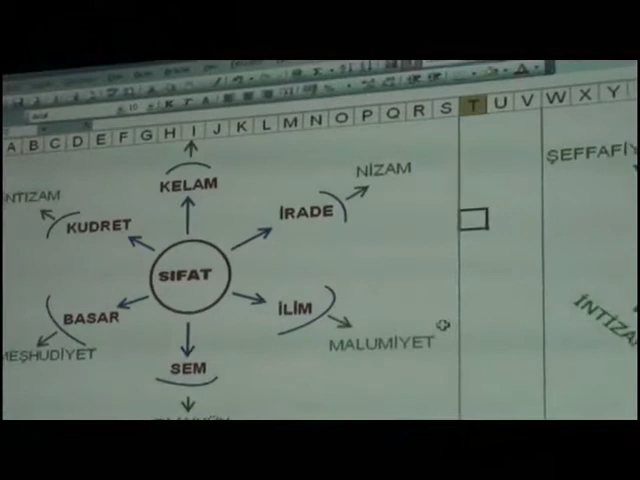 A B C D E F G H I J K L M N O P Q R S T U V W X Y
ŞEFFAFİY
NİZAM
NTIZAM
KELAM
İRADE
KUDRET
SIFAT
İLİM
BASAR
İNTİZA
MEŞHUDİYET
MALUMİYET
SEM